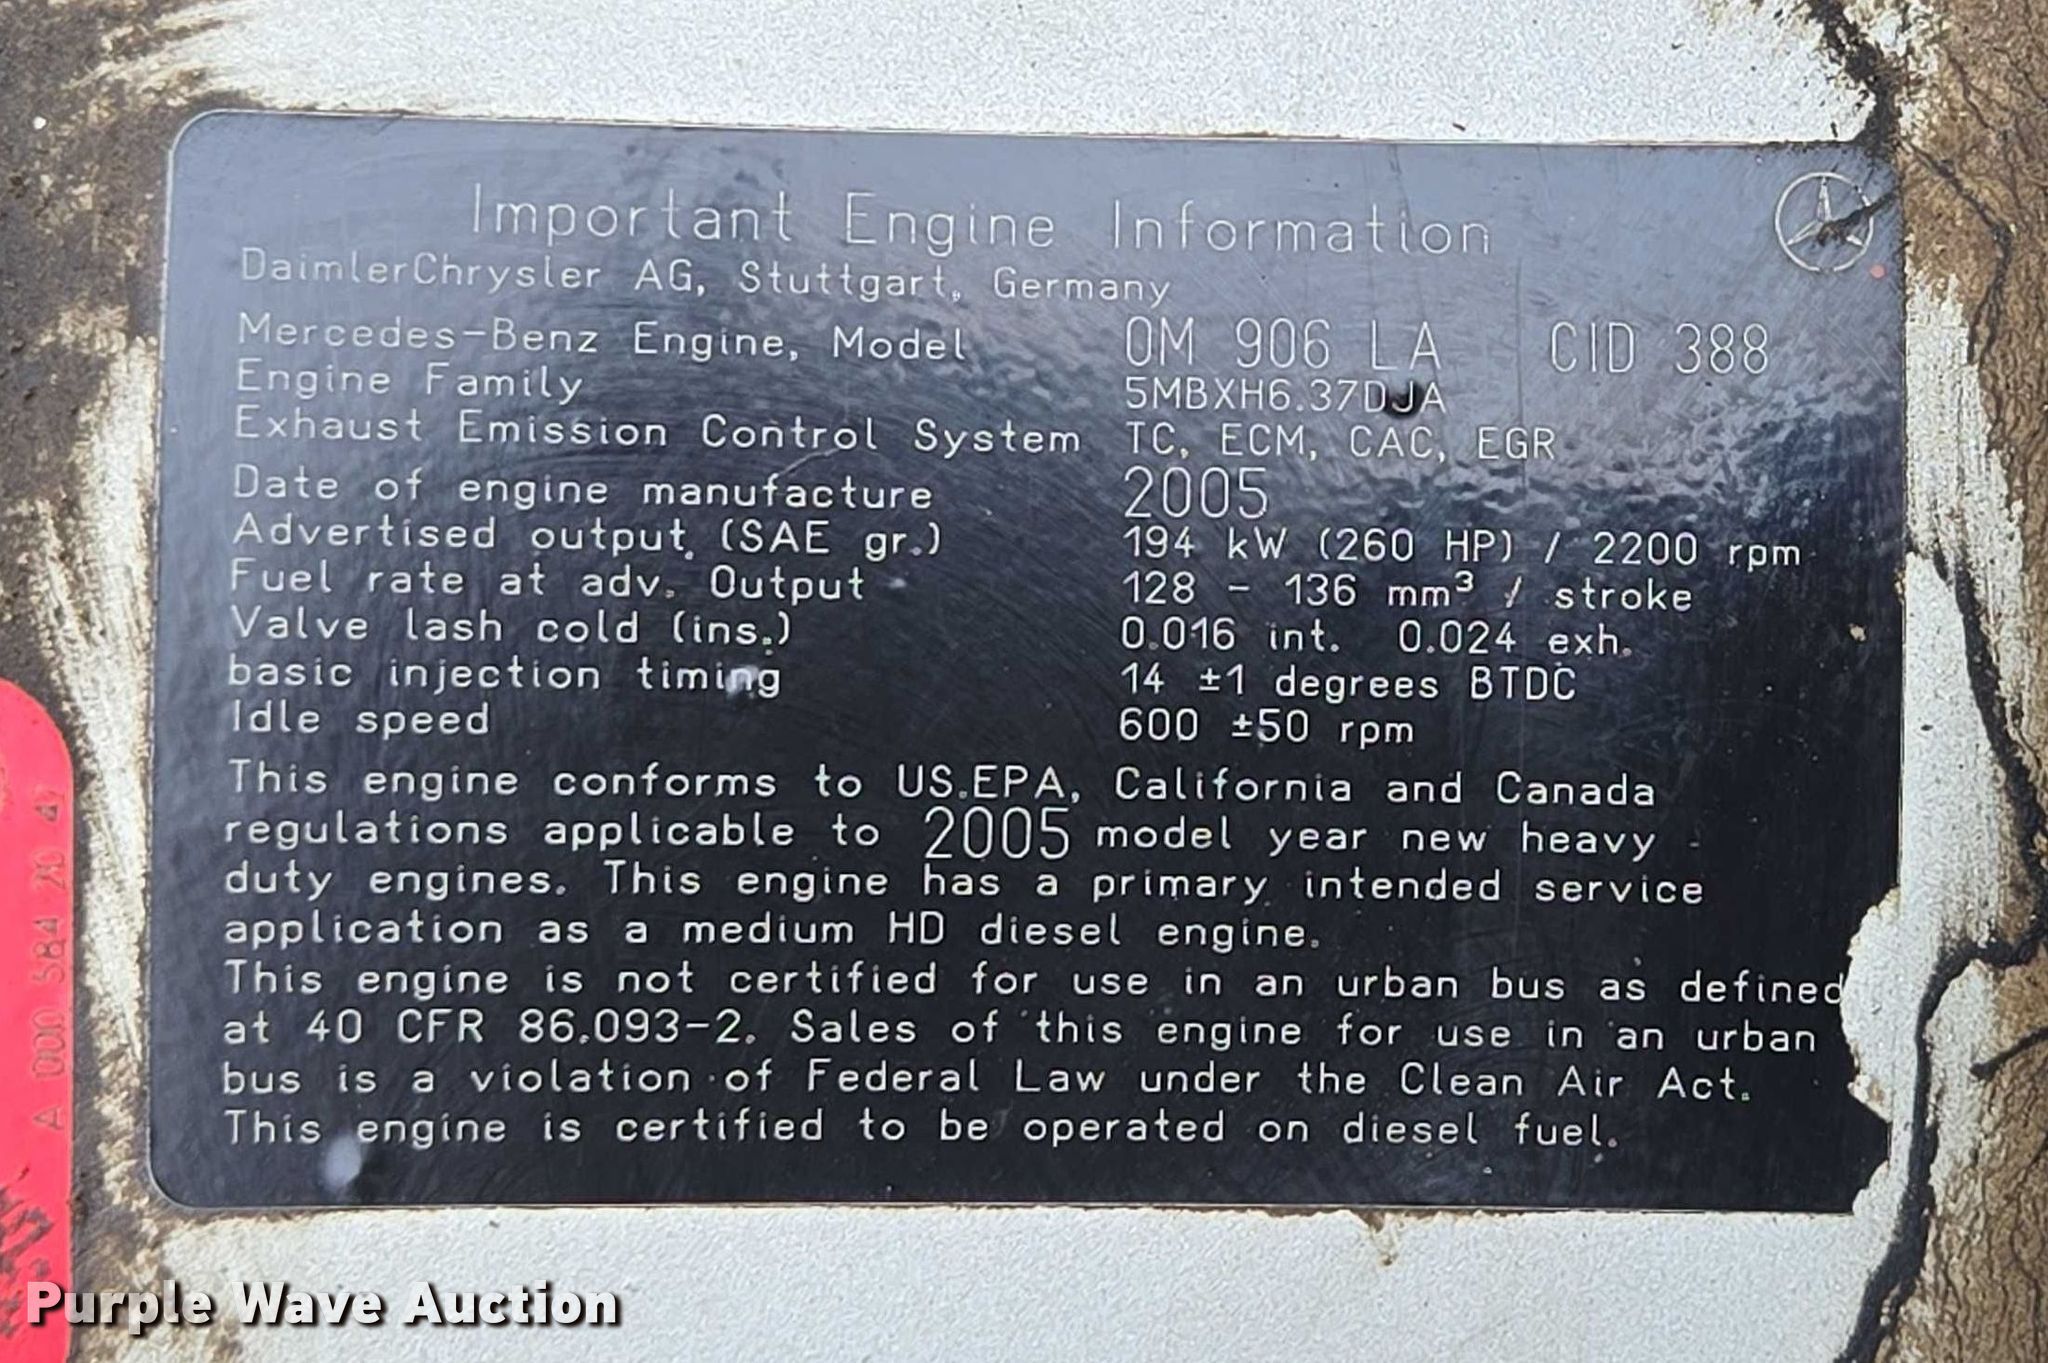 Important Engine Information
DaimlerChrysler AG, Stuttgart, Germany
Mercedes-Benz Engine, Model OM 906 LA CID 388
Engine Family 5MBXH6.37DJA
Exhaust Emission Control System TC, ECM, CAC, EGR
Date of engine manufacture 2005
Advertised output (SAE gr.) 194 kW (260 HP) / 2200 rpm
Fuel rate at adv. Output 128 - 136 mm³ / stroke
Valve lash cold (ins.) 0.016 int. 0.024 exh.
basic injection timing 14 ±1 degrees BTDC
Idle speed 600 ±50 rpm
This engine conforms to US.EPA, California and Canada
regulations applicable to 2005 model year new heavy -
duty engines. This engine has a primary intended service
application as a medium HD diesel engine.
This engine is not certified for use in an urban bus as defined
at 40 CFR 86.093-2. Sales of this engine for use in an urban
bus is a violation of Federal Law under the Clean Air Act.
This engine is certified to be operated on diesel fuel.
A 000 584 20 47
Purple Wave Auction